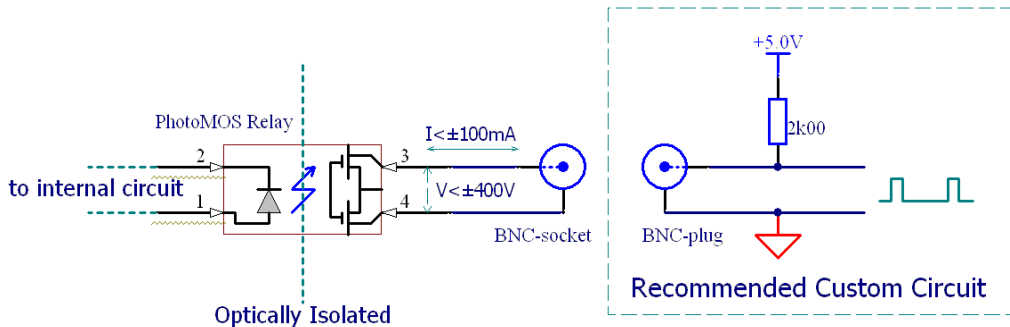 PhotoMOS Relay
2
1
to internal circuit
3
4
I<±100mA
V<±400V
BNC-socket
Optically Isolated
+5.0V
2k00
BNC-plug
Recommended Custom Circuit